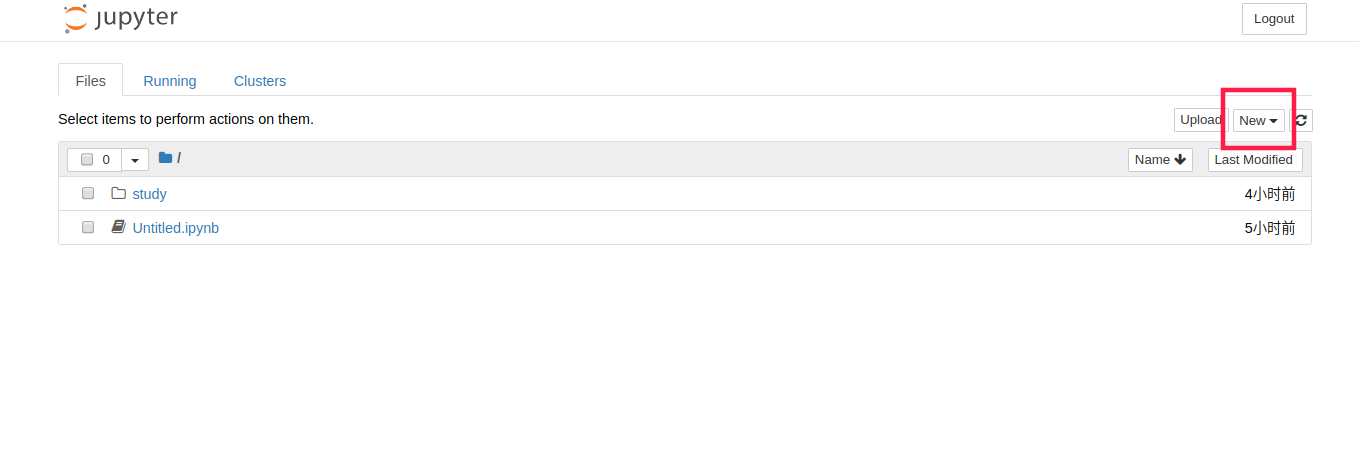 jupyter
Logout
Files Running Clusters
Select items to perform actions on them.
Upload New
0 / Name Last Modified
study 4小时前
Untitled.ipynb 5小时前